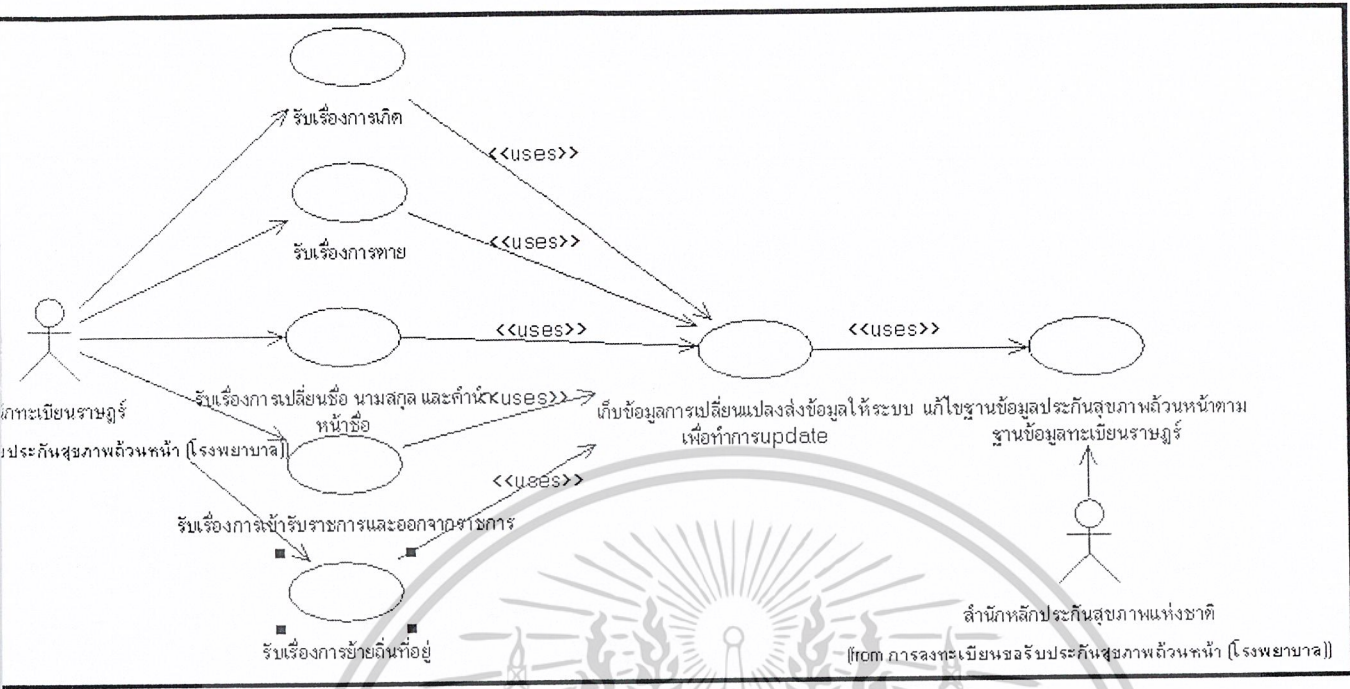 รับเรื่องการเกิด
<<uses>>
รับเรื่องการตาย
<<uses>>
<<uses>>
<<uses>>
รับเรื่องการเปลี่ยนชื่อ นามสกุล และคำนำ
หน้าชื่อ
<<uses>>
เก็บข้อมูลการเปลี่ยนแปลงส่งข้อมูลให้ระบบ
เพื่อทำการupdate
แก้ไขฐานข้อมูลประกันสุขภาพถ้วนหน้าตาม
ฐานข้อมูลทะเบียนราษฎร์
ทะเบียนราษฎร์
ประกันสุขภาพถ้วนหน้า (โรงพยาบาล)
<<uses>>
รับเรื่องการเข้ารับราชการและออกจากราชการ
รับเรื่องการย้ายถิ่นที่อยู่
สำนักหลักประกันสุขภาพแห่งชาติ
(from การลงทะเบียนขอรับประกันสุขภาพถ้วนหน้า (โรงพยาบาล))